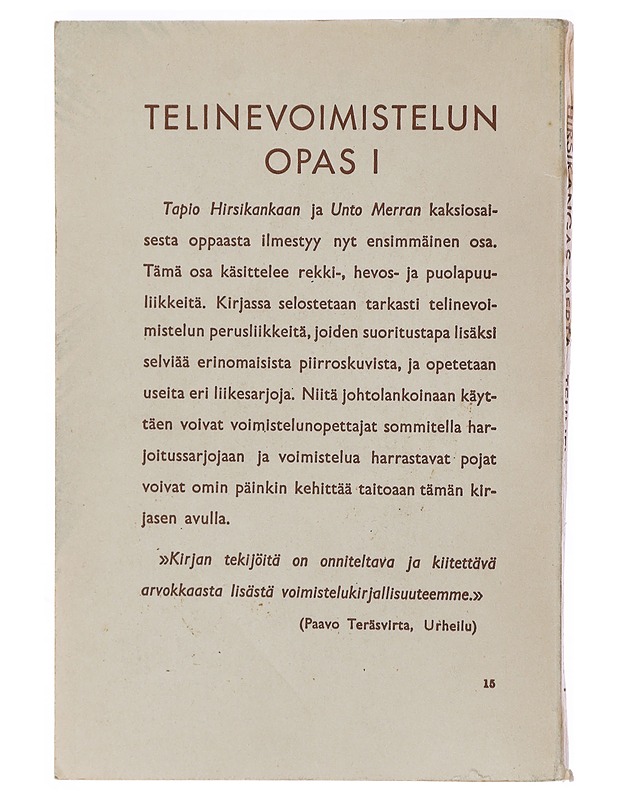 TELINEVOIMISTELUN
OPAS I
Tapio Hirsikankaan ja Unto Merran kaksiosai-
sesta oppaasta ilmestyy nyt ensimmäinen osa.
Tämä osa käsittelee rekki-, hevos- ja puolapuu-
liikkeitä. Kirjassa selostetaan tarkasti telinevoi-
mistelun perusliikkeitä, joiden suoritustapa lisäksi
selviää erinomaisista piirroskuvista, ja opetetaan
useita eri liikesarjoja. Niitä johtolankoinaan käyt-
täen voivat voimistelunopettajat sommitella har-
joitussarjojaan ja voimistelua harrastavat pojat
voivat omin päinkin kehittää taitoaan tämän kir-
jasen avulla.
»Kirjan tekijöitä on onniteltava ja kiitettävä
arvokkaasta lisästä voimistelukirjallisuuteemme.»
(Paavo Teräsvirta, Urheilu)
15
HIRSIKANGAS - MERTA